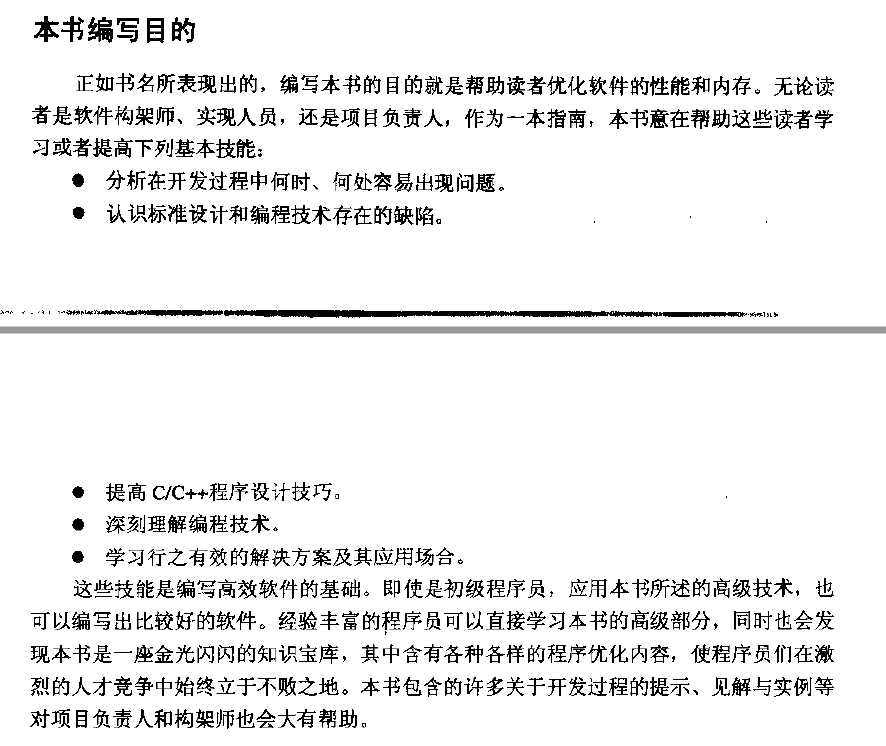 本书编写目的
正如书名所表现出的，编写本书的目的就是帮助读者优化软件的性能和内存。无论读
者是软件构架师、实现人员，还是项目负责人，作为一本指南，本书意在帮助这些读者学
习或者提高下列基本技能：
● 分析在开发过程中何时、何处容易出现问题。
● 认识标准设计和编程技术存在的缺陷。
● 提高 C/C++程序设计技巧。
● 深刻理解编程技术。
● 学习行之有效的解决方案及其应用场合。
这些技能是编写高效软件的基础。即使是初级程序员，应用本书所述的高级技术，也
可以编写出比较好的软件。经验丰富的程序员可以直接学习本书的高级部分，同时也会发
现本书是一座金光闪闪的知识宝库，其中含有各种各样的程序优化内容，使程序员们在激
烈的人才竞争中始终立于不败之地。本书包含的许多关于开发过程的提示、见解与实例等
对项目负责人和构架师也会大有帮助。